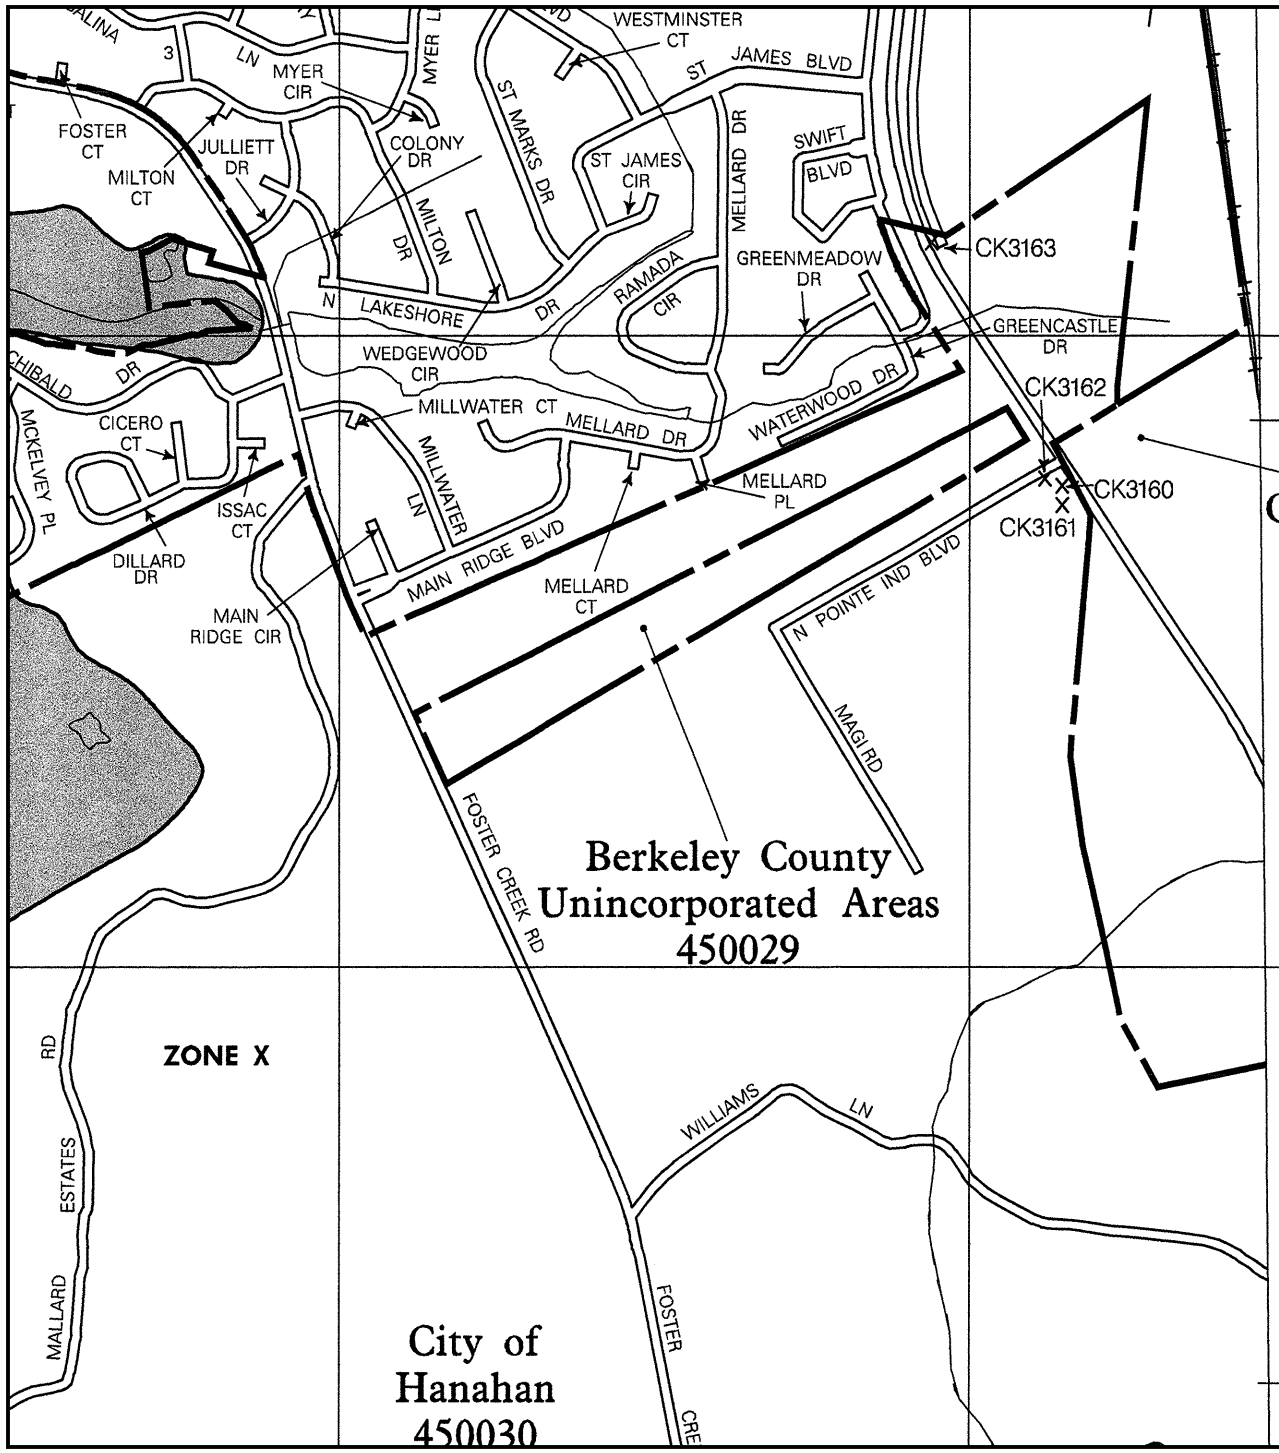 WESTMINSTER
CT
ST JAMES BLVD
3
LN
MYER
CIR
ST MARKS DR
FOSTER
CT
JULLIETT
DR
MILTON
CT
COLONY
DR
MILTON
DR
ST JAMES
CIR
MELLARD DR
SWIFT
BLVD
CK3163
GREENMEADOW
DR
RAMADA
CIR
N LAKESHORE DR
GREENCASTLE
DR
WEDGEWOOD
CIR
DR
CK3162
WATERWOOD DR
MILLWATER CT
MELLARD DR
CICERO
CT
MCKELVEY PL
MILLWATER
LN
MELLARD
PL
CK3160
CK3161
ISSAC
CT
DILLARD
DR
MAIN RIDGE BLVD
MELLARD
CT
N POINTE IND BLVD
MAIN
RIDGE CIR
MAGI RD
FOSTER CREEK RD
Berkeley County
Unincorporated Areas
450029
ZONE X
MALLARD ESTATES RD
WILLIAMS LN
FOSTER
CRE
City of
Hanahan
450030